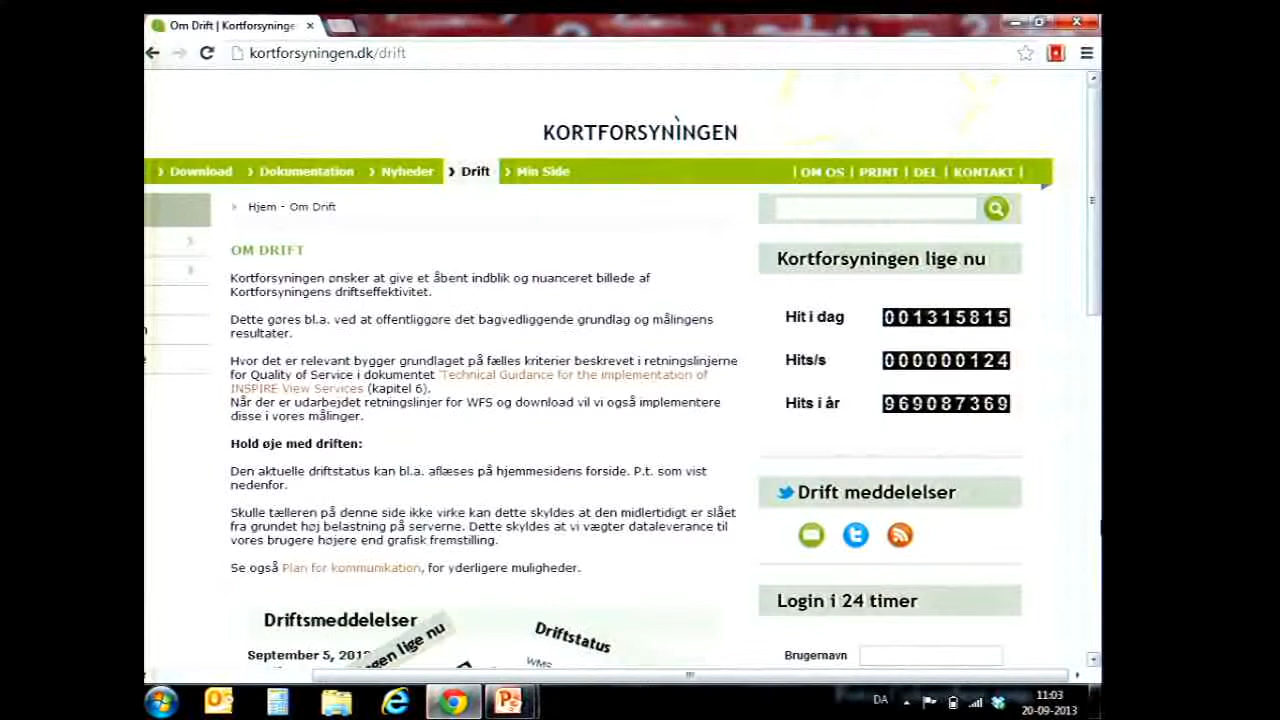 Om Drift | Kortforsyninge
kortforsyningen.dk/drift
KORTFORSYNINGEN
Download
Dokumentation
Nyheder
Drift
Min Side
| OM OS | PRINT | DEL | KONTAKT |
Hjem - Om Drift
OM DRIFT
Kortforsyningen ønsker at give et åbent indblik og nuanceret billede af
Kortforsyningens driftseffektivitet.
Dette gøres bl.a. ved at offentliggøre det bagvedliggende grundlag og målingens
resultater.
Hvor det er relevant bygger grundlaget på fælles kriterier beskrevet i retningslinjerne
for Quality of Service i dokumentet 'Technical Guidance for the implementation of
INSPIRE View Services (kapitel 6).
Når der er udarbejdet retningslinjer for WFS og download vil vi også implementere
disse i vores målinger.
Hold øje med driften:
Den aktuelle driftstatus kan bl.a. aflæses på hjemmesidens forside. P.t. som vist
nedenfor.
Skulle tælleren på denne side ikke virke kan dette skyldes at den midlertidigt er slået
fra grundet høj belastning på serverne. Dette skyldes at vi vægter dataleverance til
vores brugere højere end grafisk fremstilling.
Se også Plan for kommunikation, for yderligere muligheder.
Driftsmeddelelser
September 5, 201
gen lige nu
Driftstatus
WMS
Kortforsyningen lige nu
Hit i dag 001315815
Hits/s 000000124
Hits i år 969087369
Drift meddelelser
Login i 24 timer
Brugernavn
DA
11:03
20-09-2013